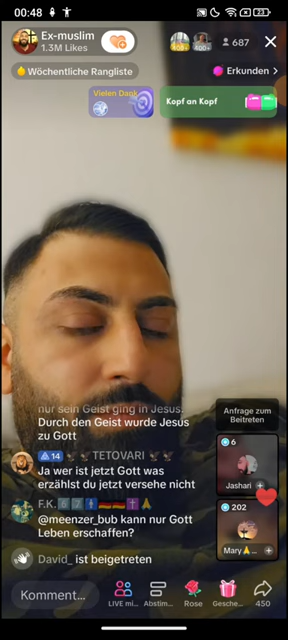 00:48
23
Ex-muslim
1.3M Likes
408+
400+
687
Wöchentliche Rangliste
Erkunden >
Vielen Dank
Kopf an Kopf
nur sein Geist ging in Jesus.
Durch den Geist wurde Jesus
zu Gott
14 TETOVARI
Ja wer ist jetzt Gott was
erzählst du jetzt versehe nicht
F.K.
@meenzer_bub kann nur Gott
Leben erschaffen?
David_ ist beigetreten
Anfrage zum
Beitreten
6
Jashari +
202
Mary ... +
Komment...
LIVE mi...
Abstim...
Rose
Gesche...
450